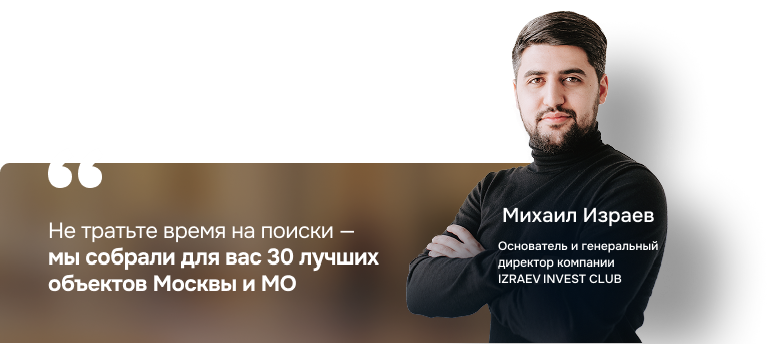 Не тратьте время на поиски —
мы собрали для вас 30 лучших
объектов Москвы и МО
Михаил Израев
Основатель и генеральный
директор компании
IZRAEV INVEST CLUB